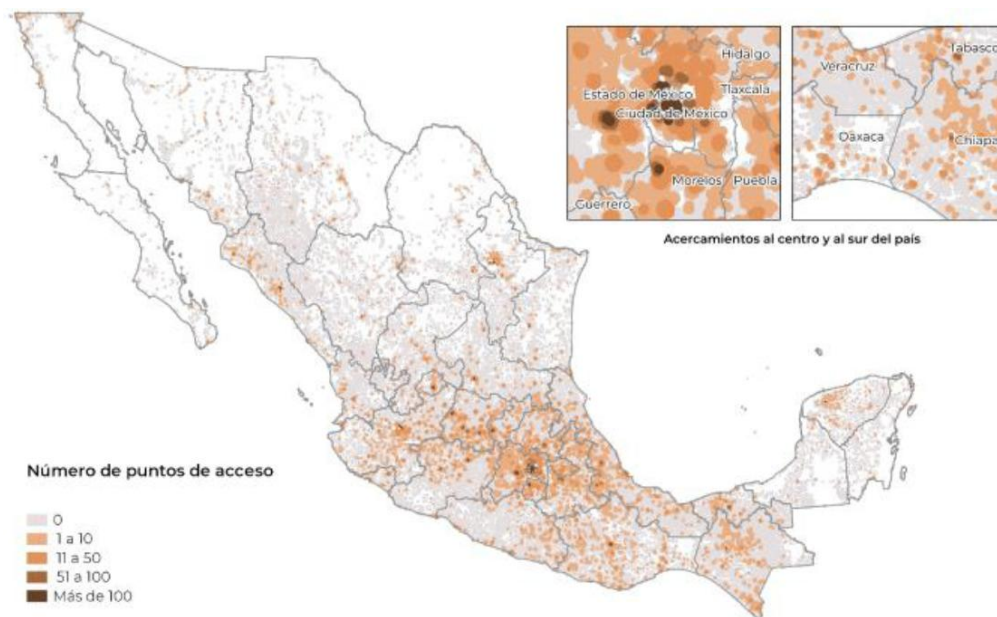 Hidalgo
Tlaxcala
Estado de México
Ciudad de México
Morelos
Puebla
Guerrero
Tabasco
Veracruz
Oaxaca
Chiapa
Acercamientos al centro y al sur del país
Número de puntos de acceso
0
1 a 10
11 a 50
51 a 100
Más de 100